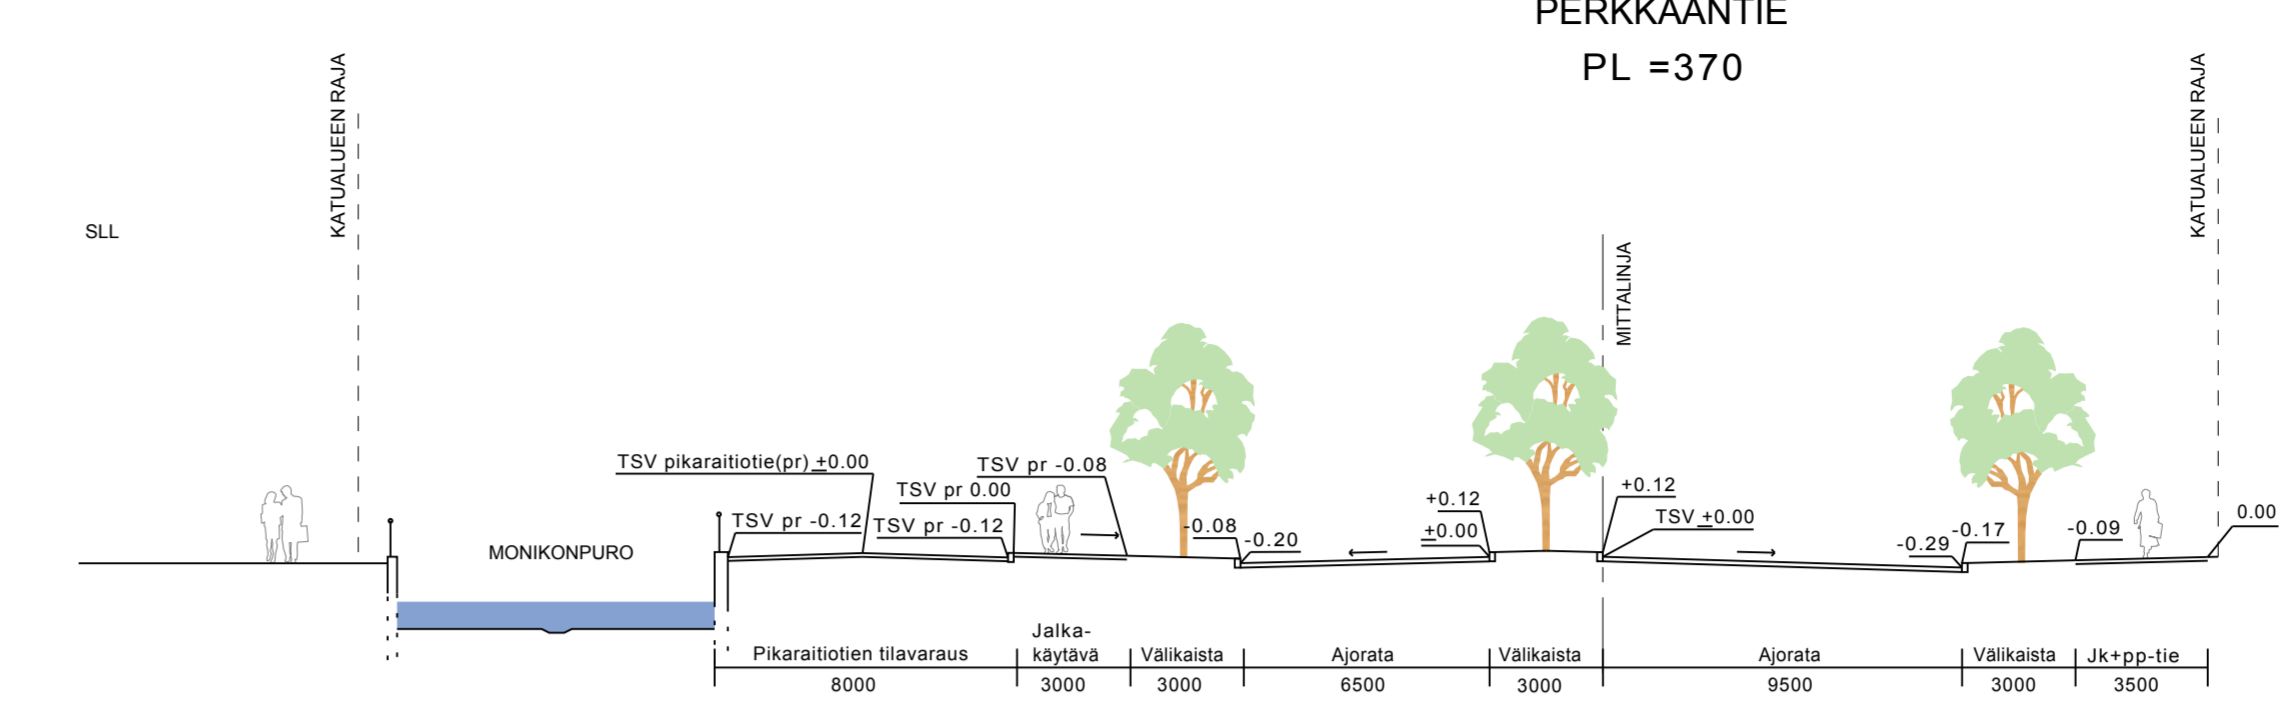 PERKKAANTIE
PL =370
KATUALUEEN RAJA
KATUALUEEN RAJA
SLL
MITTALINJA
TSV pikaraitiotie(pr) ±0.00
TSV pr -0.08
TSV pr 0.00
TSV pr -0.12
TSV pr -0.12
-0.08
-0.20
+0.12
±0.00
+0.12
TSV ±0.00
-0.29
-0.17
-0.09
0.00
MONIKONPURO
Pikaraitiotien tilavaraus
Jalka-
käytävä
Välikaista
Ajorata
Välikaista
Ajorata
Välikaista
Jk+pp-tie
8000
3000
3000
6500
3000
9500
3000
3500